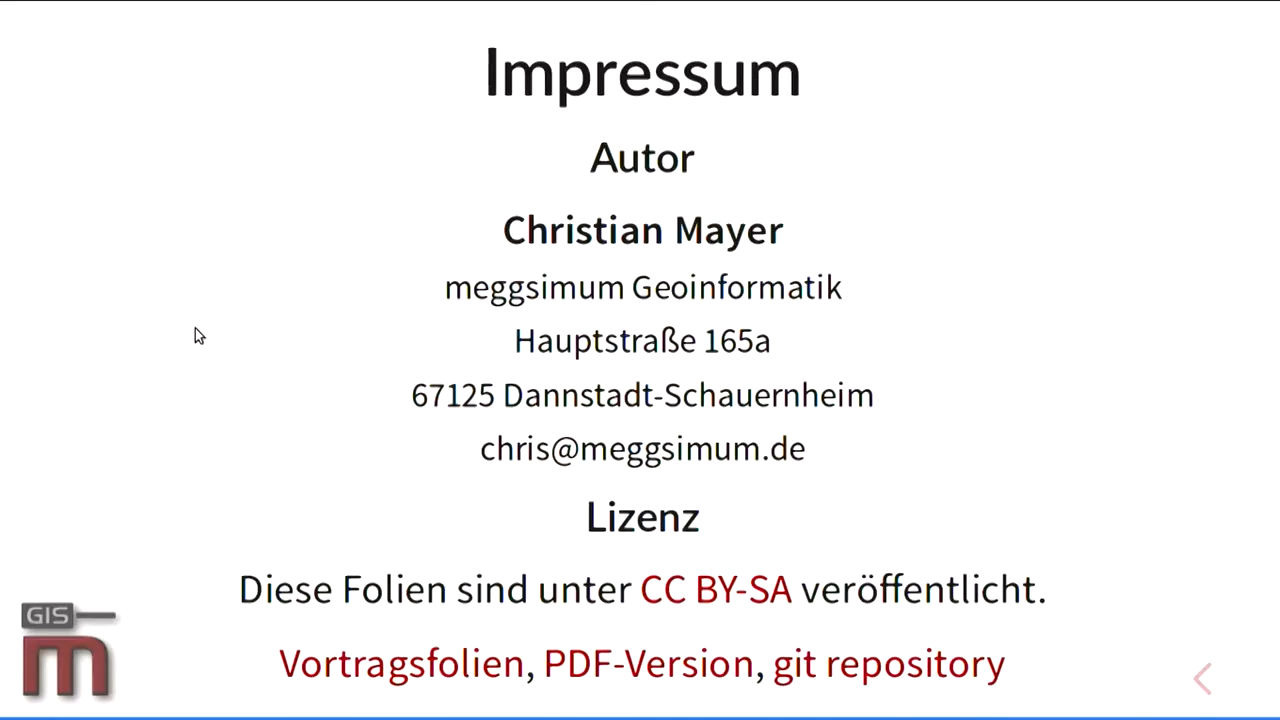 Impressum
Autor
Christian Mayer
meggsimum Geoinformatik
Hauptstraße 165a
67125 Dannstadt-Schauernheim
chris@meggsimum.de
Lizenz
Diese Folien sind unter CC BY-SA veröffentlicht.
Vortragsfolien, PDF-Version, git repository
GIS
m